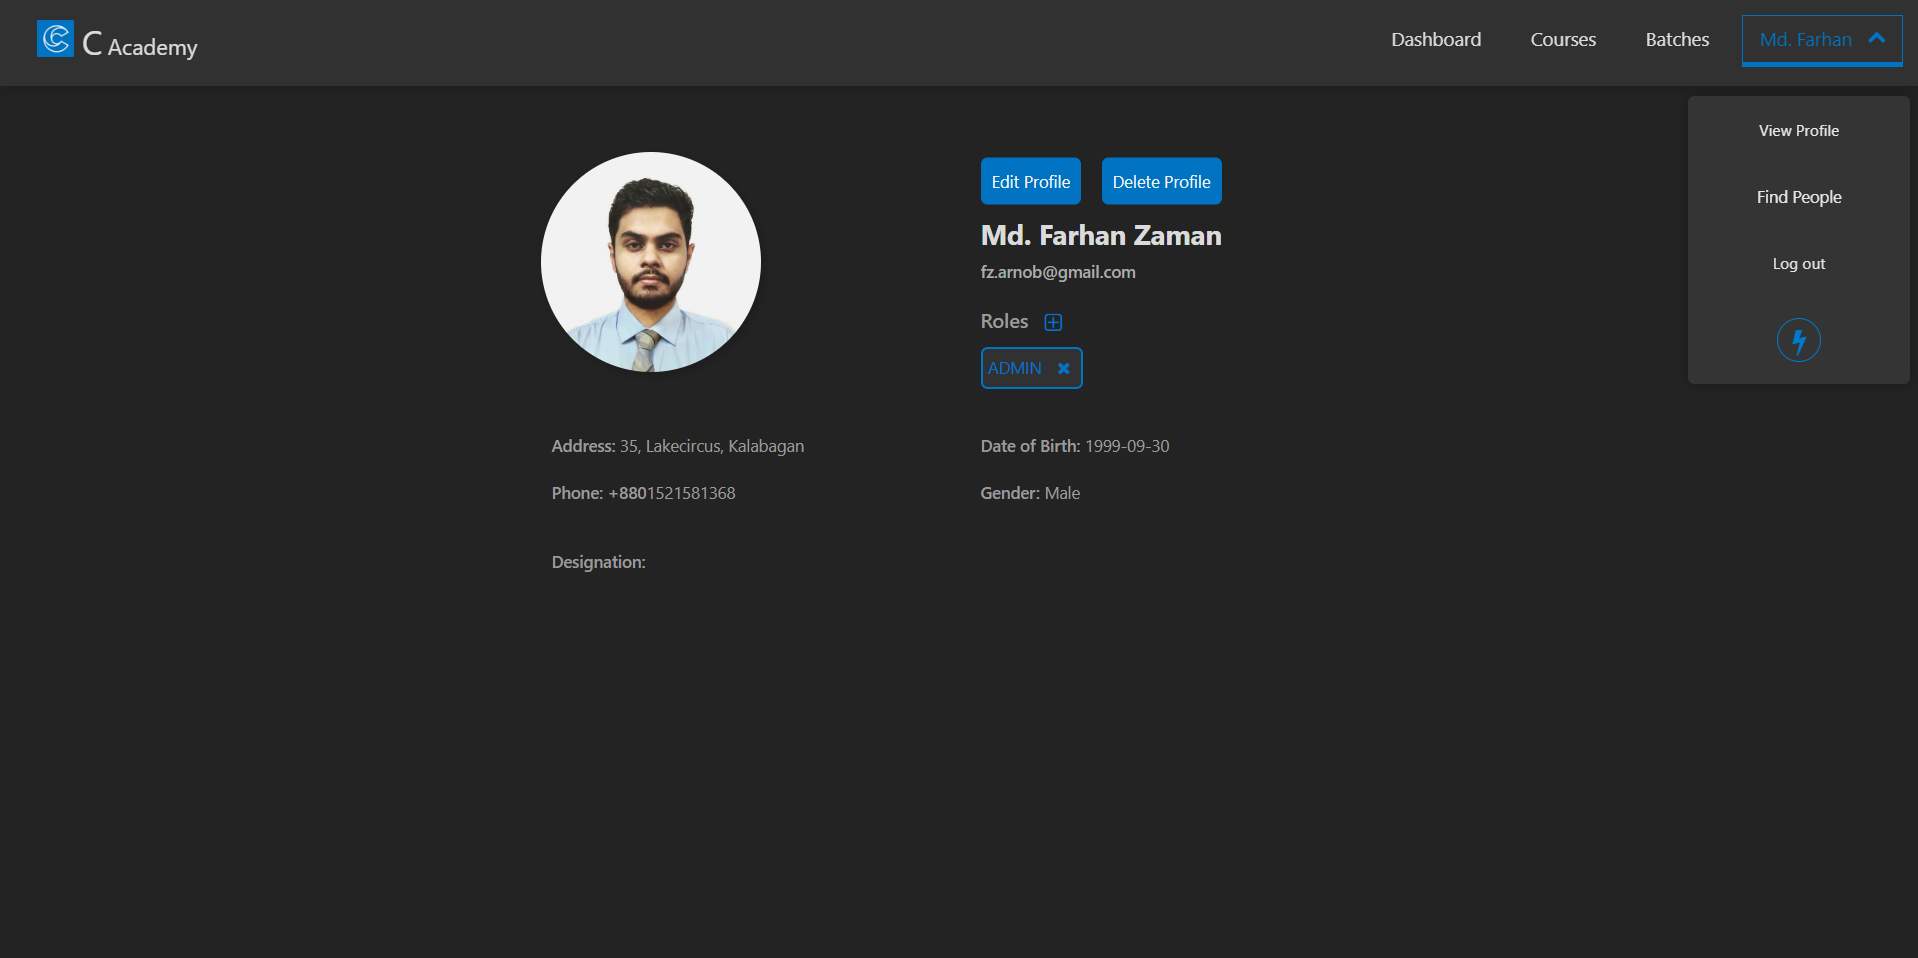 C Academy
Dashboard
Courses
Batches
Md. Farhan
View Profile
Find People
Log out
Edit Profile
Delete Profile
Md. Farhan Zaman
fz.arnob@gmail.com
Roles
ADMIN
Address: 35, Lakecircus, Kalabagan
Date of Birth: 1999-09-30
Phone: +8801521581368
Gender: Male
Designation: